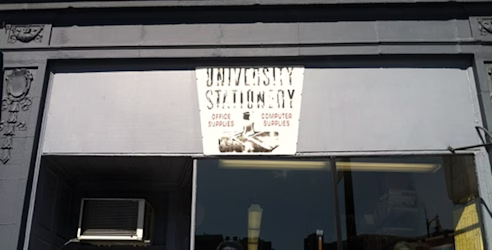 UNIVERSITY
STATIONERY
OFFICE COMPUTER
SUPPLIES SUPPLIES